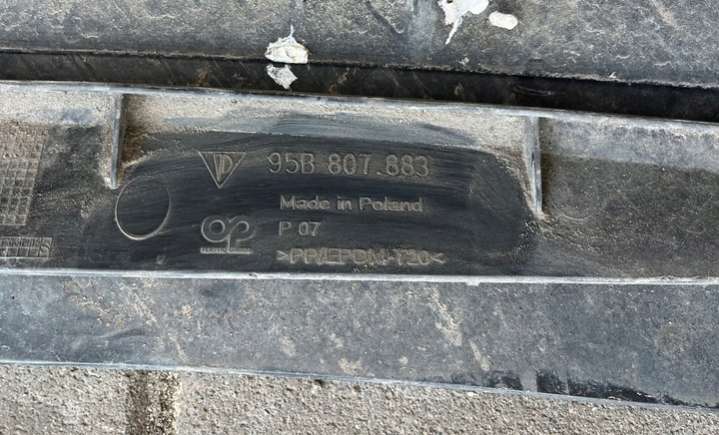 95B 807.883
Made in Poland
P 07
>PP/EPDM-T20<